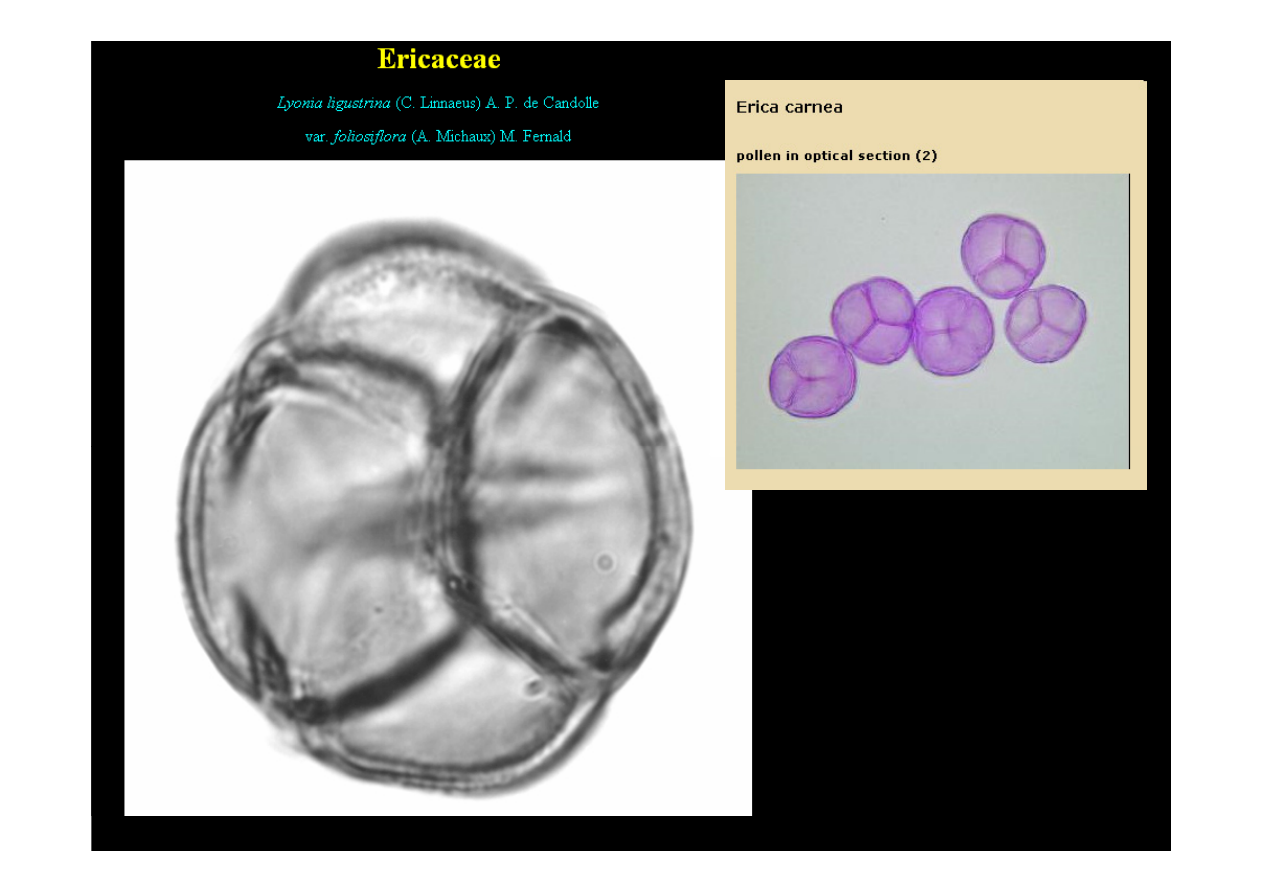 Ericaceae
Lyonia ligustrina (C. Linnaeus) A. P. de Candolle
var. foliosiflora (A. Michaux) M. Fernald
Erica carnea
pollen in optical section (2)